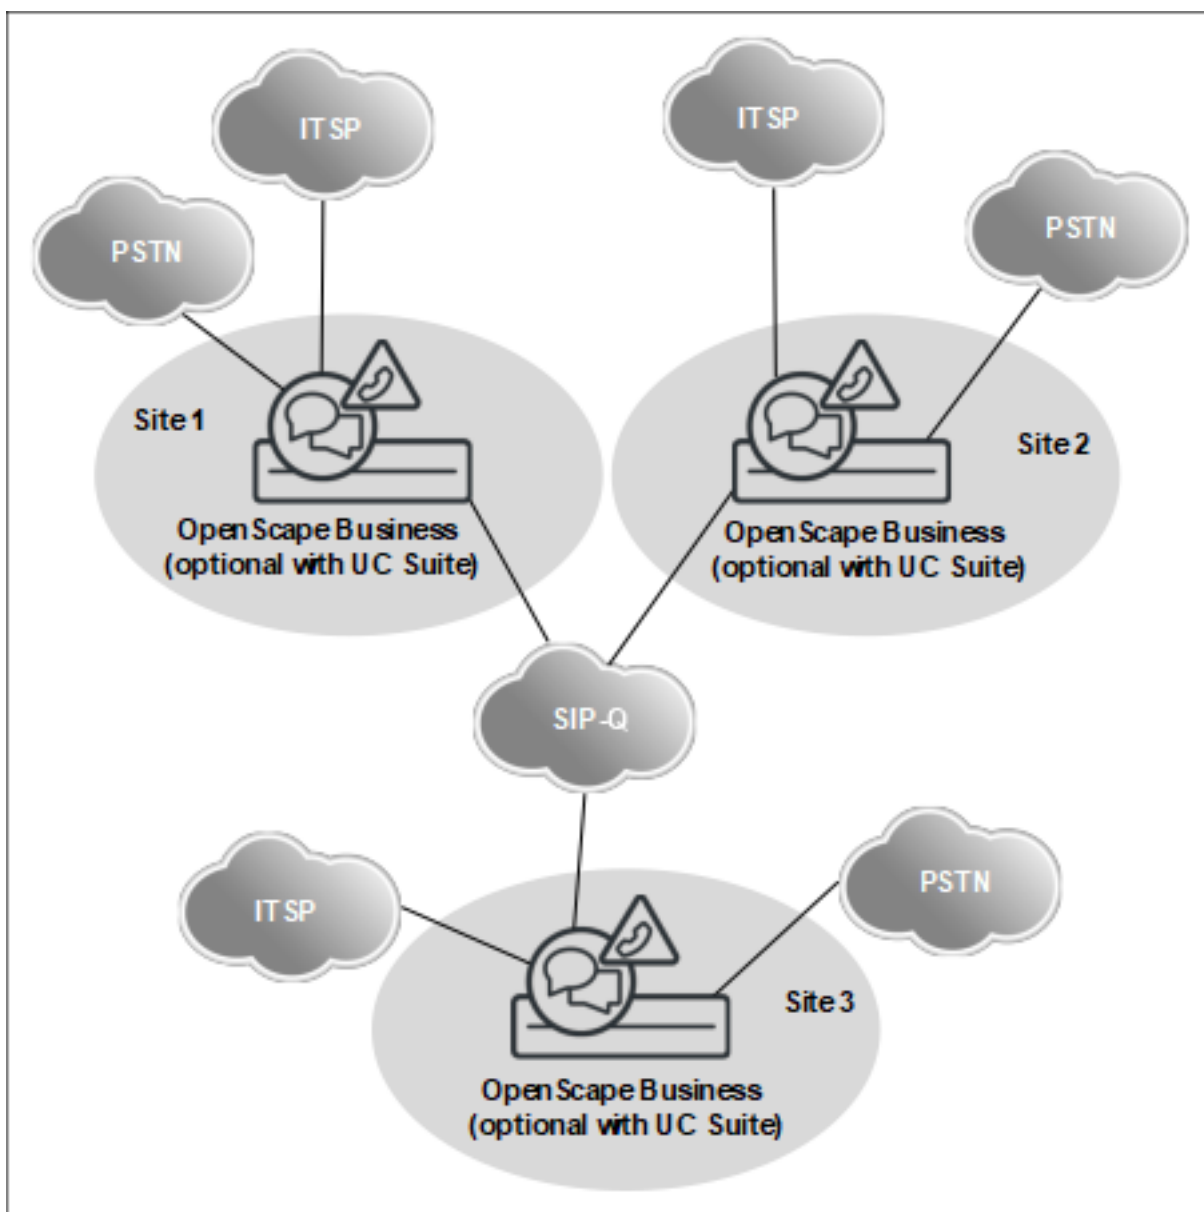 ITSP
ITSP
PSTN
PSTN
Site 1
Site 2
OpenScape Business
(optional with UC Suite)
OpenScape Business
(optional with UC Suite)
SIP-Q
ITSP
PSTN
Site 3
OpenScape Business
(optional with UC Suite)